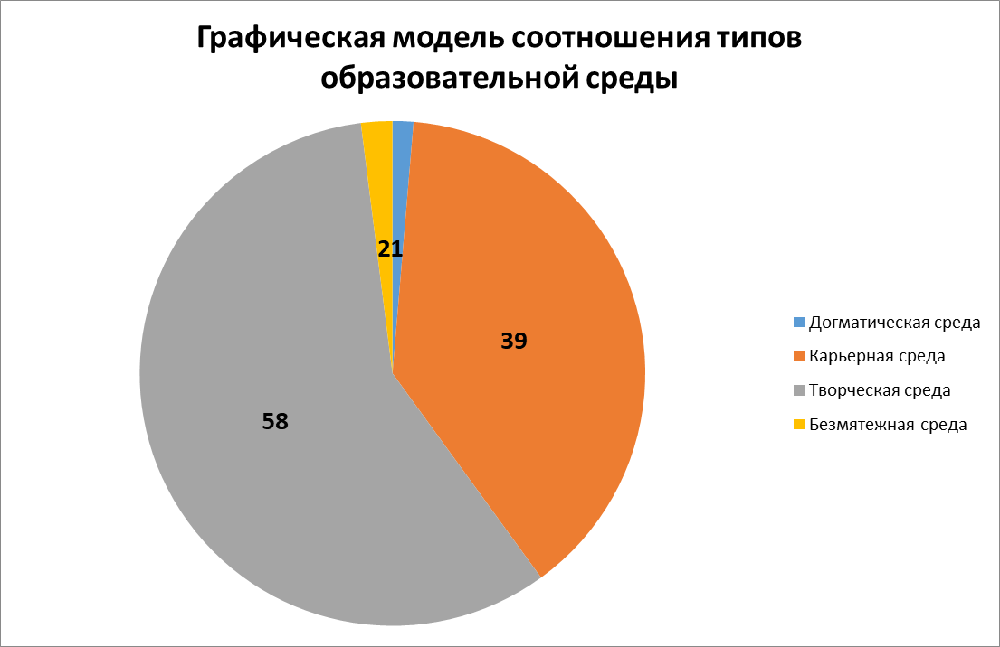 Графическая модель соотношения типов
образовательной среды
21
39
58
Догматическая среда
Карьерная среда
Творческая среда
Безмятежная среда